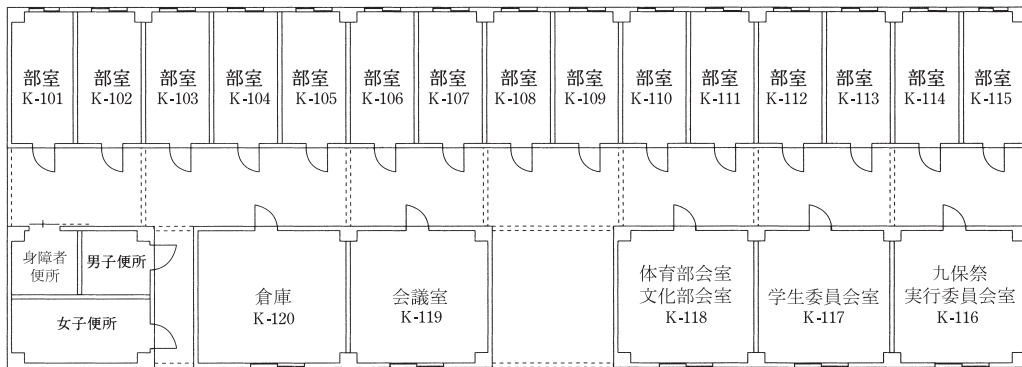 部室
K-101
部室
K-102
部室
K-103
部室
K-104
部室
K-105
部室
K-106
部室
K-107
部室
K-108
部室
K-109
部室
K-110
部室
K-111
部室
K-112
部室
K-113
部室
K-114
部室
K-115
身障者
便所
男子便所
女子便所
倉庫
K-120
会議室
K-119
体育部会室
文化部会室
K-118
学生委員会室
K-117
九保祭
実行委員会室
K-116